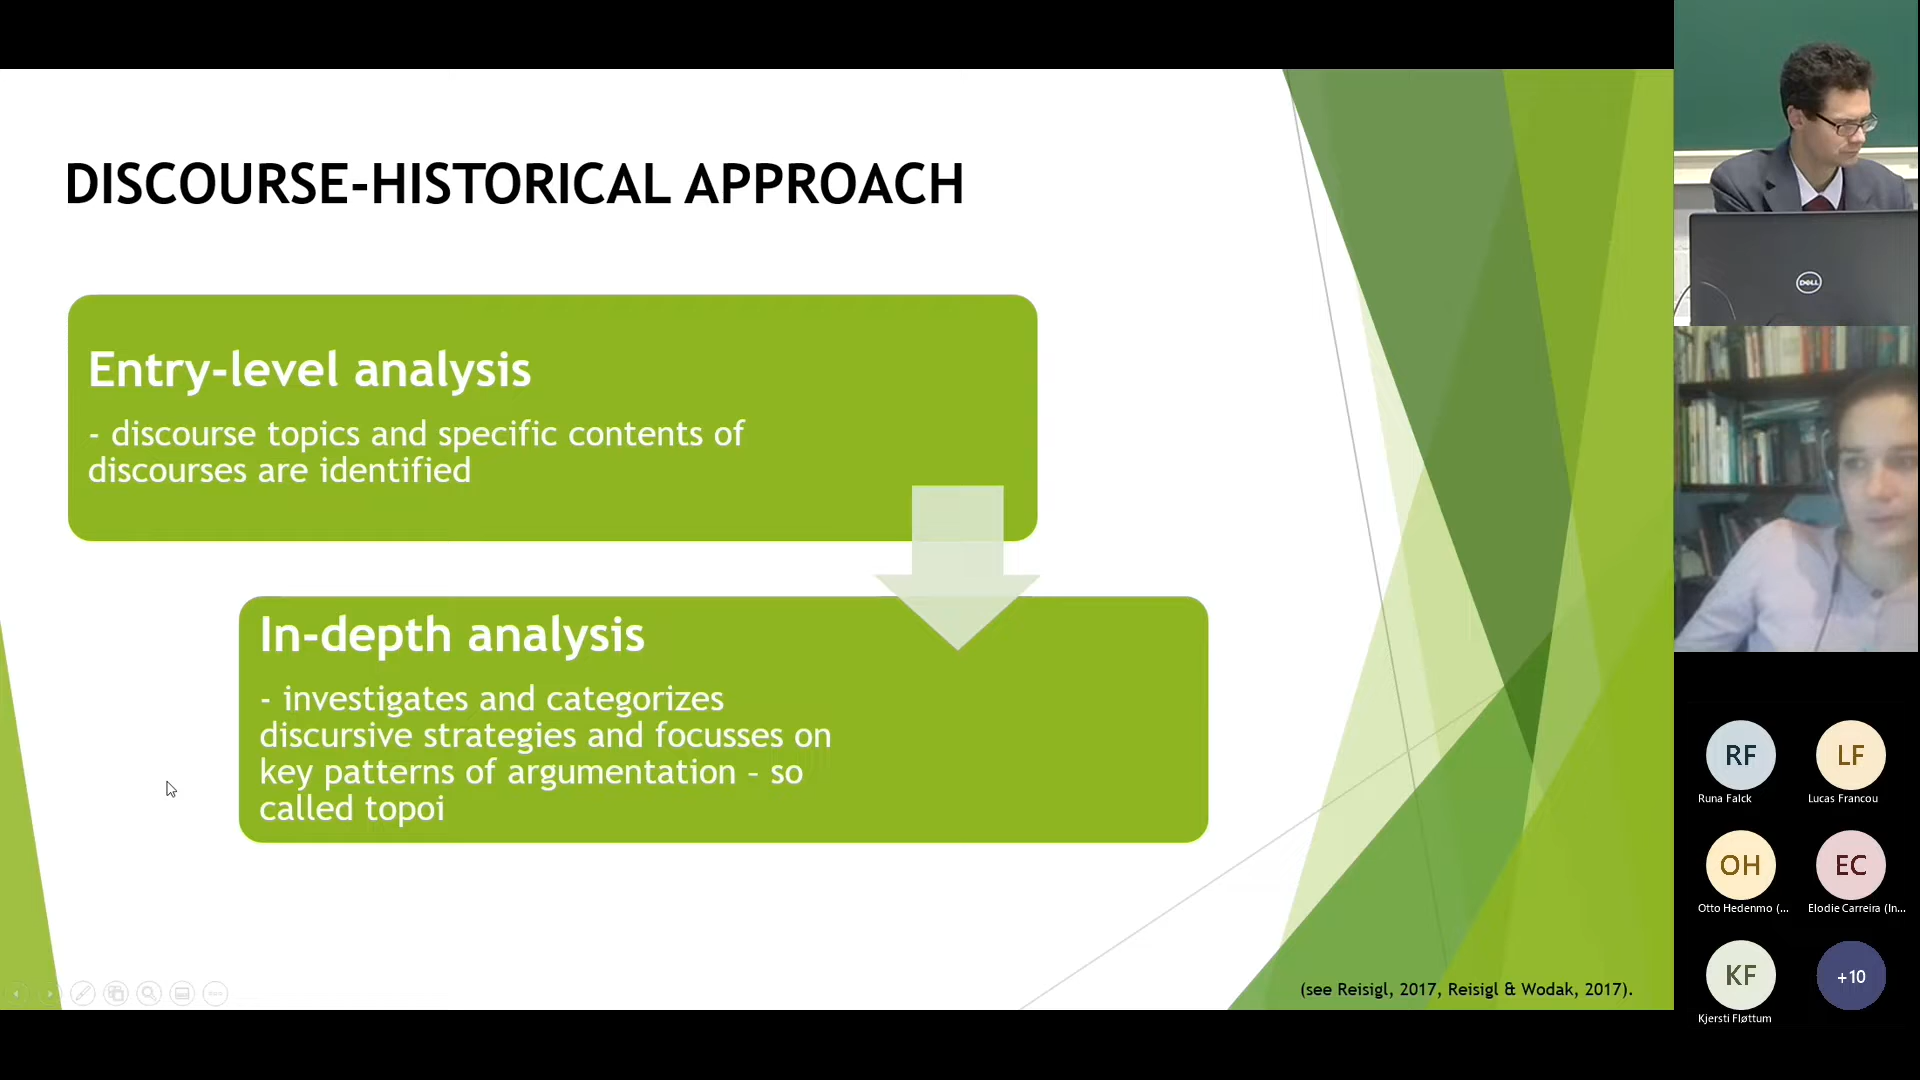 DISCOURSE-HISTORICAL APPROACH
Entry-level analysis
- discourse topics and specific contents of
discourses are identified
In-depth analysis
- investigates and categorizes
discursive strategies and focusses on
key patterns of argumentation – so
called topoi
(see Reisigl, 2017, Reisigl & Wodak, 2017).
DELL
RF
LF
Runa Falck
Lucas Francou
OH
EC
Otto Hedenmo (...
Elodie Carreira (In...
KF
+10
Kjersti Fløttum